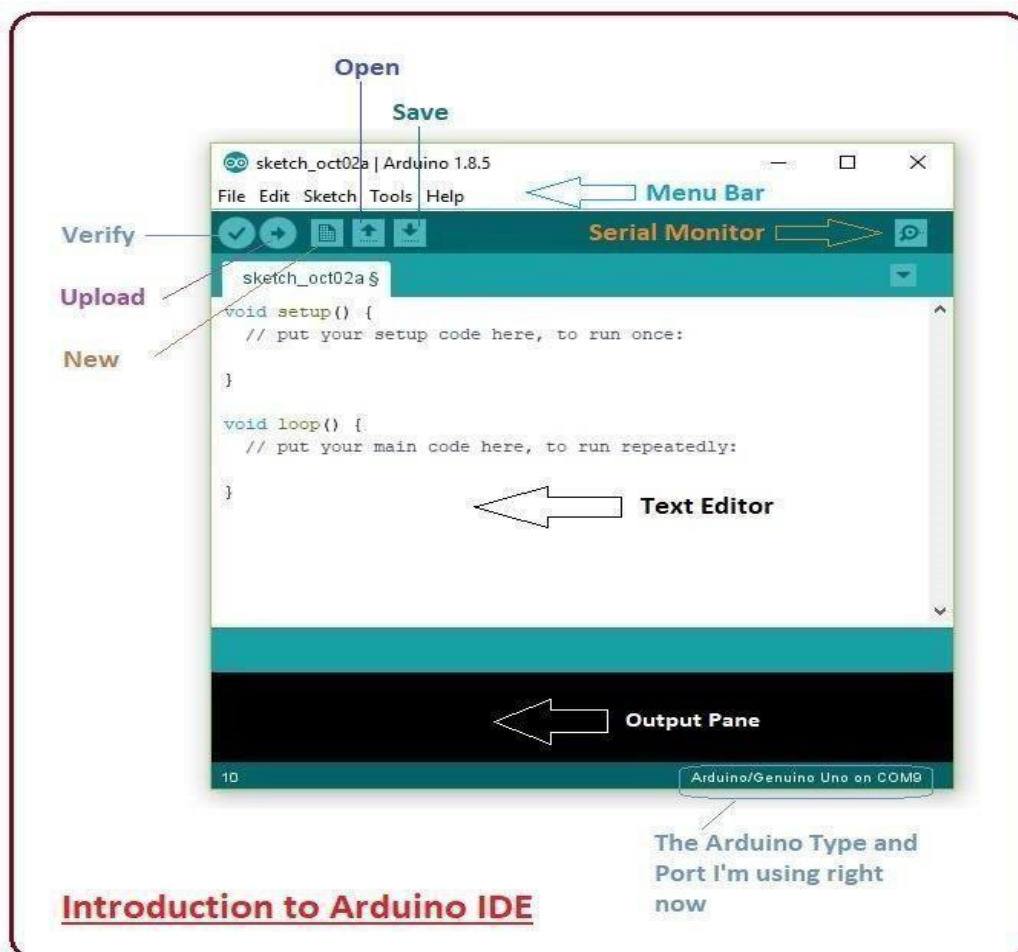 Open
Save
sketch_oct02a | Arduino 1.8.5
File Edit Sketch Tools Help
Menu Bar
Verify
Serial Monitor
sketch_oct02a §
Upload
New
void setup() {
// put your setup code here, to run once:
}
void loop() {
// put your main code here, to run repeatedly:
}
Text Editor
Output Pane
10
Arduino/Genuino Uno on COM9
The Arduino Type and
Port I'm using right
now
Introduction to Arduino IDE